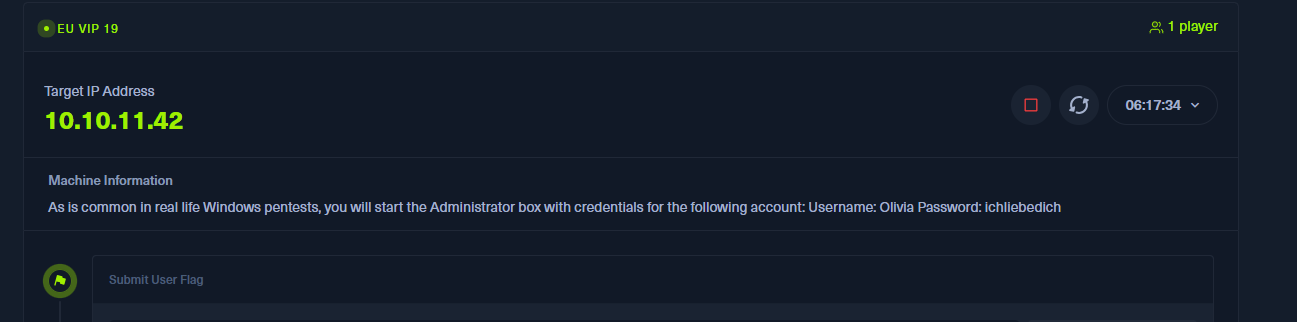 EU VIP 19
1 player
Target IP Address
10.10.11.42
06:17:34
Machine Information
As is common in real life Windows pentests, you will start the Administrator box with credentials for the following account: Username: Olivia Password: ichliebedich
Submit User Flag